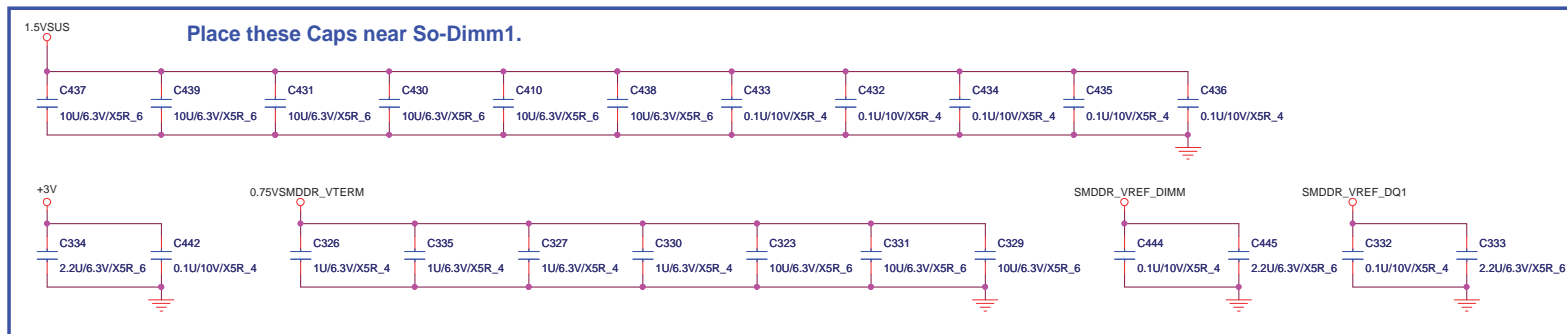 Place these Caps near So-Dimm1.
1.5VSUS
C437
10U/6.3V/X5R_6
C439
10U/6.3V/X5R_6
C431
10U/6.3V/X5R_6
C430
10U/6.3V/X5R_6
C410
10U/6.3V/X5R_6
C438
10U/6.3V/X5R_6
C433
0.1U/10V/X5R_4
C432
0.1U/10V/X5R_4
C434
0.1U/10V/X5R_4
C435
0.1U/10V/X5R_4
C436
0.1U/10V/X5R_4
+3V
C334
2.2U/6.3V/X5R_6
C442
0.1U/10V/X5R_4
0.75VSMDDR_VTERM
C326
1U/6.3V/X5R_4
C335
1U/6.3V/X5R_4
C327
1U/6.3V/X5R_4
C330
1U/6.3V/X5R_4
C323
10U/6.3V/X5R_6
C331
10U/6.3V/X5R_6
C329
10U/6.3V/X5R_6
SMDDR_VREF_DIMM
C444
0.1U/10V/X5R_4
C445
2.2U/6.3V/X5R_6
SMDDR_VREF_DQ1
C332
0.1U/10V/X5R_4
C333
2.2U/6.3V/X5R_6